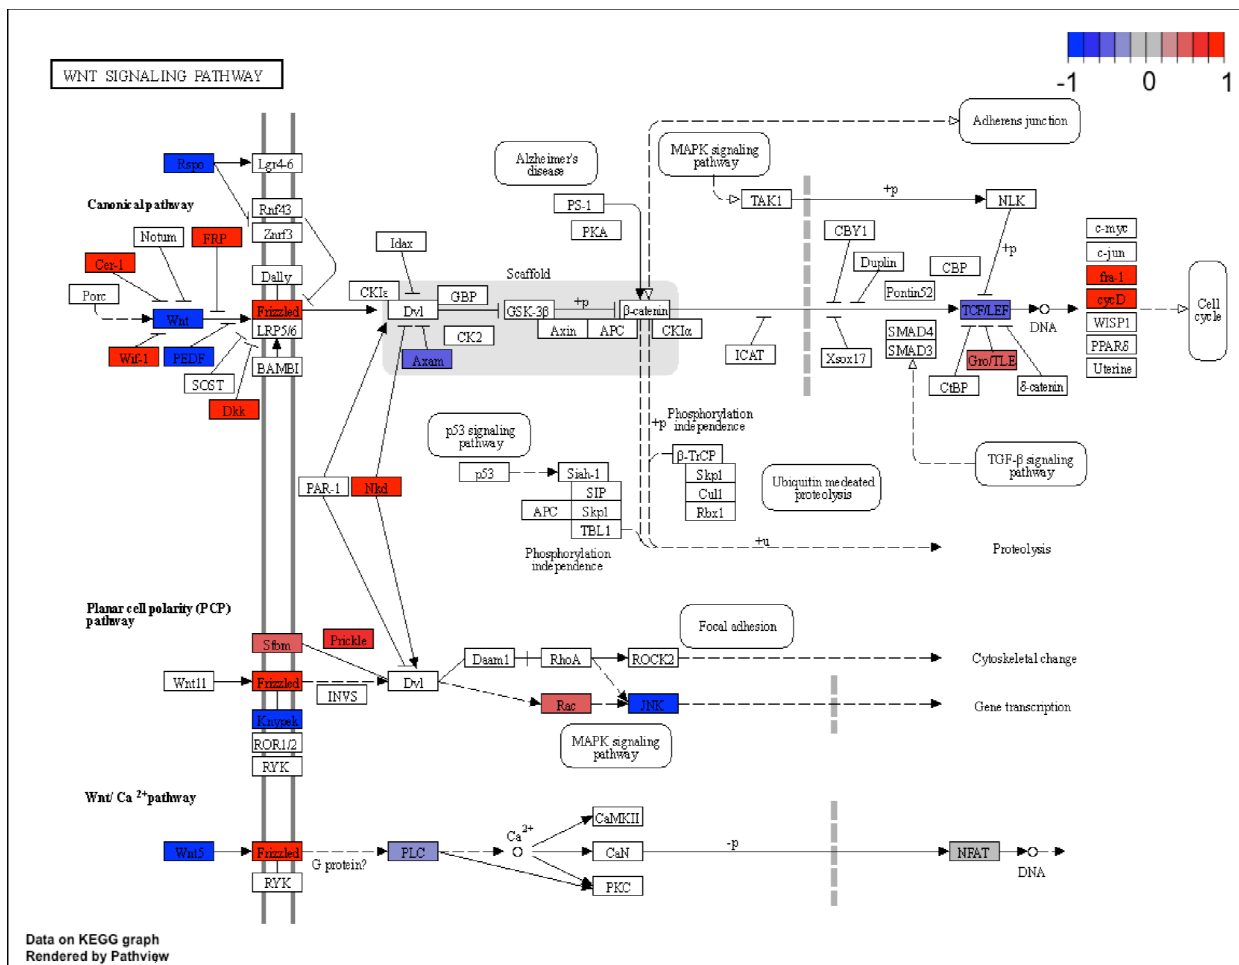 -1 0 1
WNT SIGNALING PATHWAY
Adherens junction
MAPK signaling
pathway
Alzheimer's
disease
Rspo
Lgr4-6
+p
PS-1
TAK1
NLK
Canonical pathway
Rnf43
Znrf3
PKA
Notum
FRP
Idax
CBY1
+p
c-myc
c-jun
Cer-1
Dally
Scaffold
Duplin
CBP
fra-1
Porc
CKIε
GBP
+p
Pontin52
cycD
Cell
cycle
Wnt
Frizzled
Dvl
GSK-3β
β-catenin
TCF/LEF
DNA
LRP5/6
CK2
Axin
APC
CKIα
SMAD4
WISP1
Wif-1
PEDF
Axam
ICAT
Xsox17
SMAD3
Gro/TLE
PPARδ
BAMBI
Uterine
SOST
CtBP
δ-catenin
Dkk
Phosphorylation
independence
+p
p53 signaling
pathway
β-TrCP
TGF-β signaling
pathway
p53
Siah-1
Skp1
Ubiquitin mediated
proteolysis
PAR-1
Nkd
SIP
Cul1
APC
Skp1
Rbx1
TBL1
+u
Proteolysis
Phosphorylation
independence
Planar cell polarity (PCP)
pathway
Focal adhesion
Stbm
Prickle
Daam1
RhoA
ROCK2
Cytoskeletal change
Wnt11
Frizzled
INVS
Dvl
Rac
JNK
Gene transcription
Knypek
ROR1/2
MAPK signaling
pathway
RYK
Wnt/ Ca 2+ pathway
CaMKII
Ca2+
Wnt5
Frizzled
G protein?
PLC
CaN
-p
NFAT
DNA
RYK
PKC
Data on KEGG graph
Rendered by Pathview